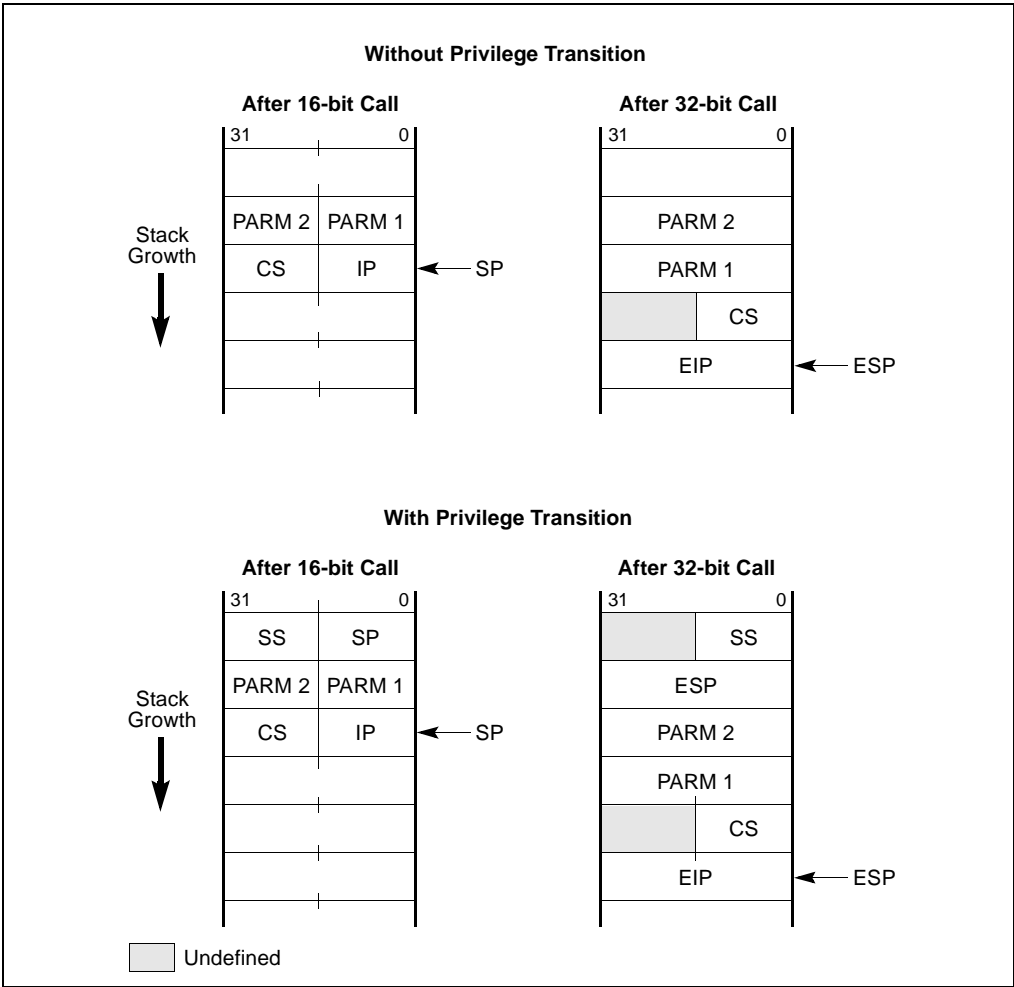 Without Privilege Transition
After 16-bit Call
After 32-bit Call
31 0
31 0
PARM 2 PARM 1
PARM 2
Stack
Growth
CS IP
SP
PARM 1
CS
EIP
ESP
With Privilege Transition
After 16-bit Call
After 32-bit Call
31 0
31 0
SS SP
SS
PARM 2 PARM 1
ESP
Stack
Growth
CS IP
SP
PARM 2
PARM 1
CS
EIP
ESP
Undefined